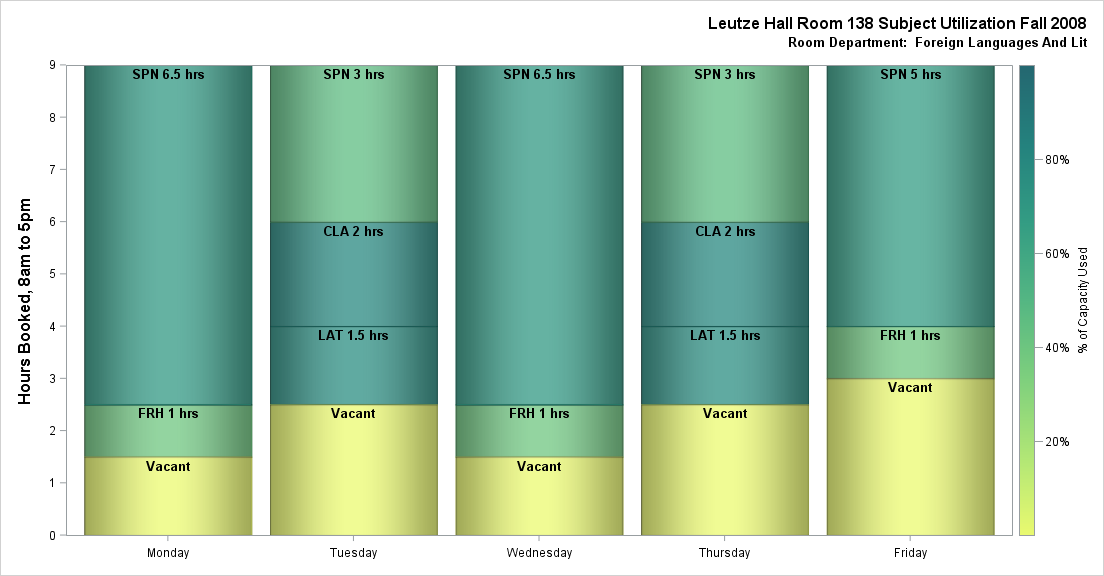 Leutze Hall Room 138 Subject Utilization Fall 2008
Room Department:  Foreign Languages And Lit
Hours Booked, 8am to 5pm
9
8
7
6
5
4
3
2
1
0
SPN 6.5 hrs
FRH 1 hrs
Vacant
SPN 3 hrs
CLA 2 hrs
LAT 1.5 hrs
Vacant
SPN 6.5 hrs
FRH 1 hrs
Vacant
SPN 3 hrs
CLA 2 hrs
LAT 1.5 hrs
Vacant
SPN 5 hrs
FRH 1 hrs
Vacant
Monday
Tuesday
Wednesday
Thursday
Friday
80%
60%
40%
20%
% of Capacity Used